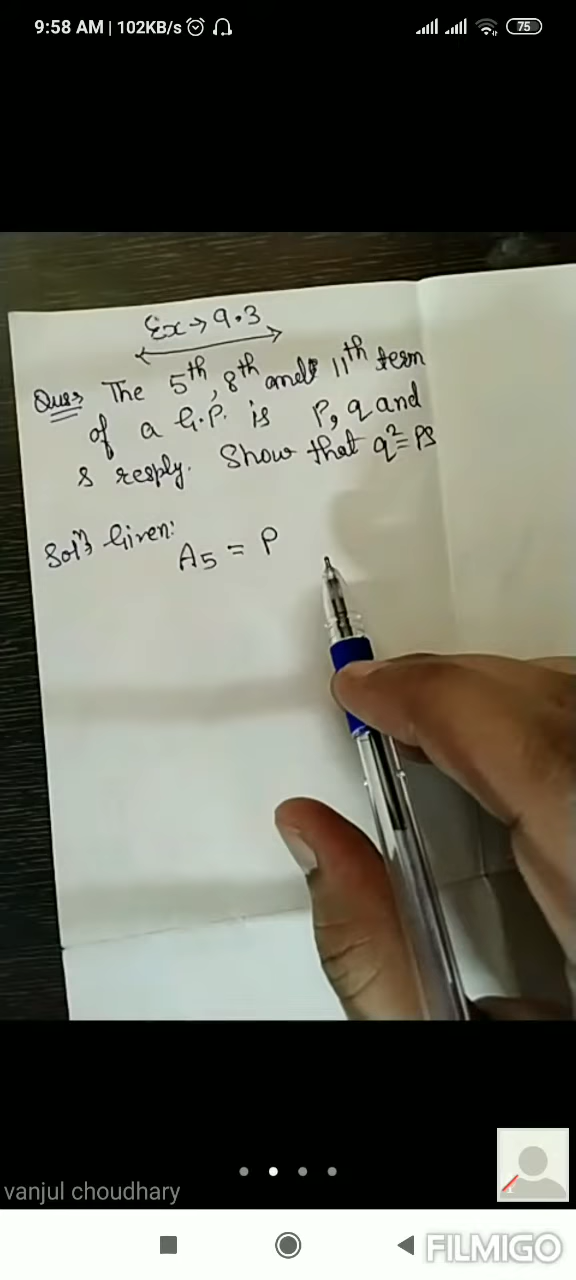 9:58 AM | 102KB/s
75
Ex → 9.3
Ques, The 5th, 8th and 11th term
of a G.P. is P, q and
s resply. Show that q² = PS
Sol'n Given:
A5 = P
vanjul choudhary
FILMIGO